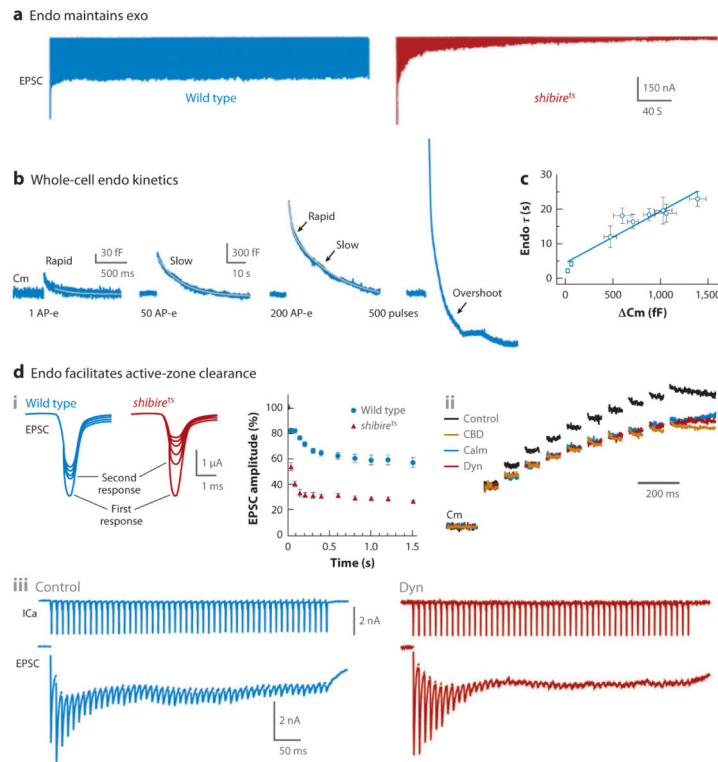 a Endo maintains exo
EPSC
Wild type
shibire^ts
150 nA
40 S
b Whole-cell endo kinetics
Cm
Rapid
30 fF
500 ms
1 AP-e
Slow
300 fF
10 s
50 AP-e
Rapid
Slow
200 AP-e
500 pulses
Overshoot
c
Endo τ (s)
30
20
10
0
0
500
1,000
1,500
ΔCm (fF)
d Endo facilitates active-zone clearance
i
Wild type
shibire^ts
EPSC
1 μA
1 ms
Second
response
First
response
EPSC amplitude (%)
100
80
60
40
20
0
0
0.3
0.6
0.9
1.2
1.5
Time (s)
Wild type
shibire^ts
ii
Control
CBD
Calm
Dyn
Cm
200 ms
iii Control
Dyn
ICa
2 nA
EPSC
2 nA
50 ms